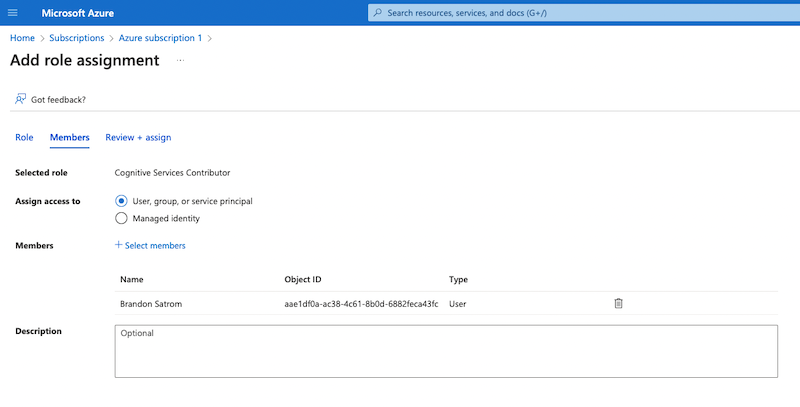 Microsoft Azure
Search resources, services, and docs (G+/)
Home > Subscriptions > Azure subscription 1 >
Add role assignment ...
Got feedback?
Role Members Review + assign
Selected role Cognitive Services Contributor
Assign access to User, group, or service principal
Managed identity
Members + Select members
Name Object ID Type
Brandon Satrom aae1df0a-ac38-4c61-8b0d-6882feca43fc User
Description Optional